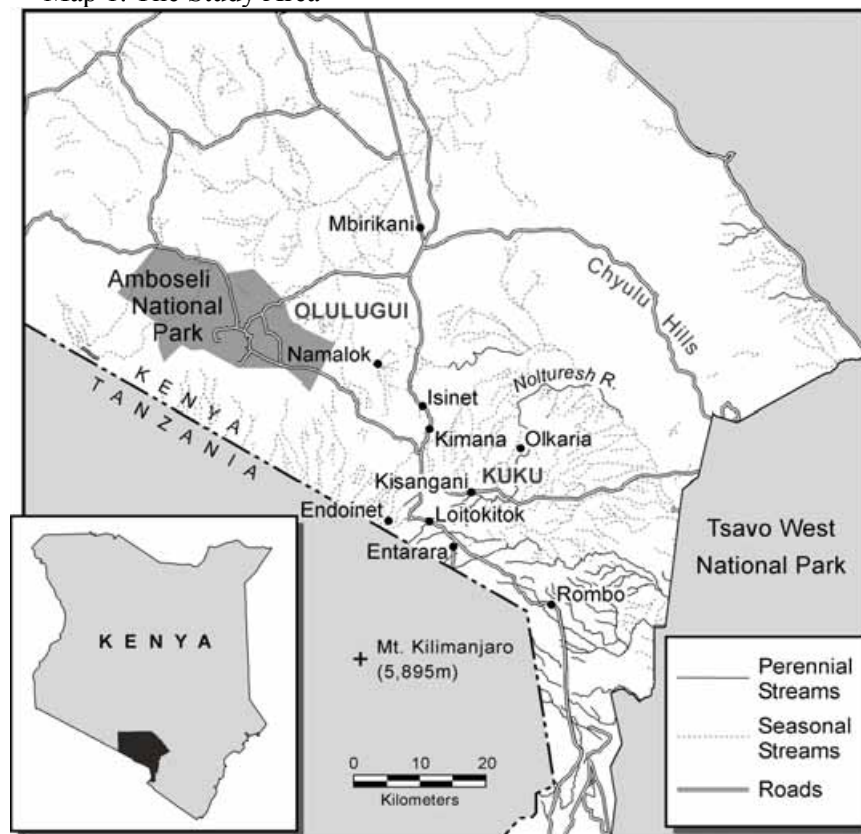 Map 1: The Study Area
Mbirikani
Amboseli
National
Park
OLULUGUI
Chyulu
Hills
Namalok
Nolturesh R.
KENYA
TANZANIA
Isinet
Kimana
Olkaria
Kisangani
KUKU
Endoinet
Loitokitok
Entarara
Tsavo West
National Park
Rombo
Mt. Kilimanjaro
(5,895m)
KENYA
0 10 20
Kilometers
Perennial
Streams
Seasonal
Streams
Roads